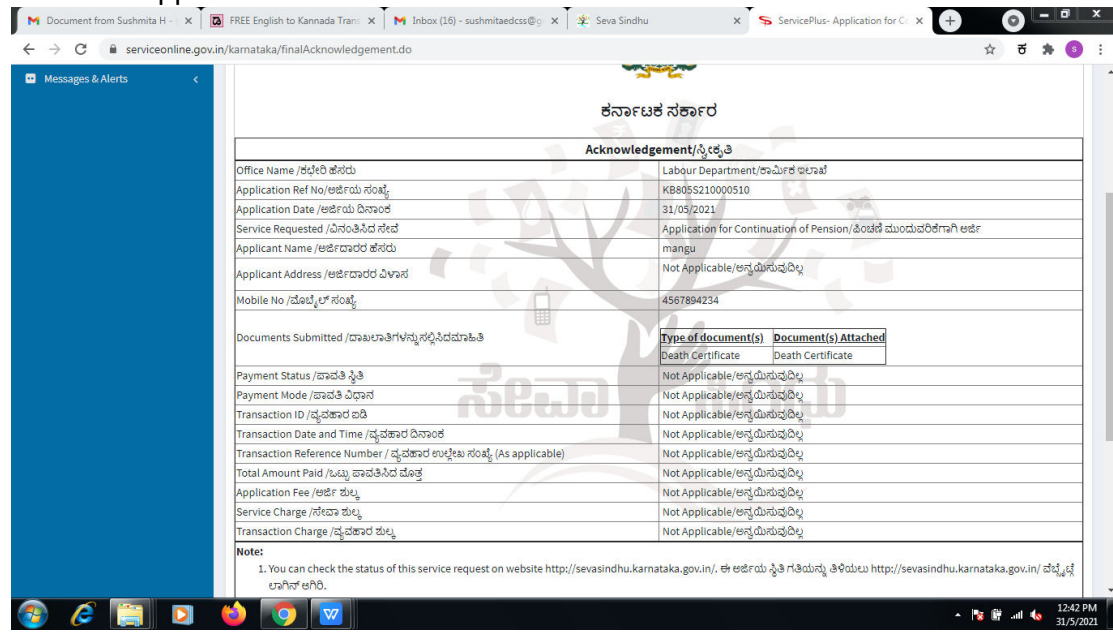 Document from Sushmita H -
FREE English to Kannada Trans
Inbox (16) - sushmitaedcss@g
Seva Sindhu
ServicePlus- Application for Co
serviceonline.gov.in/karnataka/finalAcknowledgement.do
Messages & Alerts
ಕರ್ನಾಟಕ ಸರ್ಕಾರ
Acknowledgement/ಸ್ವೀಕೃತಿ
Office Name /ಕಛೇರಿ ಹೆಸರು Labour Department/ಕಾರ್ಮಿಕ ಇಲಾಖೆ
Application Ref No/ಅರ್ಜಿಯ ಸಂಖ್ಯೆ KB805S210000510
Application Date /ಅರ್ಜಿಯ ದಿನಾಂಕ 31/05/2021
Service Requested /ವಿನಂತಿಸಿದ ಸೇವೆ Application for Continuation of Pension/ಪಿಂಚಣಿ ಮುಂದುವರಿಕೆಗಾಗಿ ಅರ್ಜಿ
Applicant Name /ಅರ್ಜಿದಾರರ ಹೆಸರು mangu
Applicant Address /ಅರ್ಜಿದಾರರ ವಿಳಾಸ Not Applicable/ಅನ್ವಯಿಸುವುದಿಲ್ಲ
Mobile No /ಮೊಬೈಲ್ ಸಂಖ್ಯೆ 4567894234
Documents Submitted /ದಾಖಲಾತಿಗಳನ್ನು ಸಲ್ಲಿಸಿದಮಾಹಿತಿ Type of document(s) Document(s) Attached
Death Certificate Death Certificate
Payment Status /ಪಾವತಿ ಸ್ಥಿತಿ Not Applicable/ಅನ್ವಯಿಸುವುದಿಲ್ಲ
Payment Mode /ಪಾವತಿ ವಿಧಾನ Not Applicable/ಅನ್ವಯಿಸುವುದಿಲ್ಲ
Transaction ID /ವ್ಯವಹಾರ ಐಡಿ Not Applicable/ಅನ್ವಯಿಸುವುದಿಲ್ಲ
Transaction Date and Time /ವ್ಯವಹಾರ ದಿನಾಂಕ Not Applicable/ಅನ್ವಯಿಸುವುದಿಲ್ಲ
Transaction Reference Number / ವ್ಯವಹಾರ ಉಲ್ಲೇಖ ಸಂಖ್ಯೆ (As applicable) Not Applicable/ಅನ್ವಯಿಸುವುದಿಲ್ಲ
Total Amount Paid /ಒಟ್ಟು ಪಾವತಿಸಿದ ಮೊತ್ತ Not Applicable/ಅನ್ವಯಿಸುವುದಿಲ್ಲ
Application Fee /ಅರ್ಜಿ ಶುಲ್ಕ Not Applicable/ಅನ್ವಯಿಸುವುದಿಲ್ಲ
Service Charge /ಸೇವಾ ಶುಲ್ಕ Not Applicable/ಅನ್ವಯಿಸುವುದಿಲ್ಲ
Transaction Charge /ವ್ಯವಹಾರ ಶುಲ್ಕ Not Applicable/ಅನ್ವಯಿಸುವುದಿಲ್ಲ
Note:
1. You can check the status of this service request on website http://sevasindhu.karnataka.gov.in/. ಈ ಅರ್ಜಿಯ ಸ್ಥಿತಿ ಗತಿಯನ್ನು ತಿಳಿಯಲು http://sevasindhu.karnataka.gov.in/ ವೆಬ್ಸೈಟ್ಗೆ
ಲಾಗಿನ್ ಆಗಿರಿ.
ಸೇವಾ ಸಿಂಧು
12:42 PM
31/5/2021